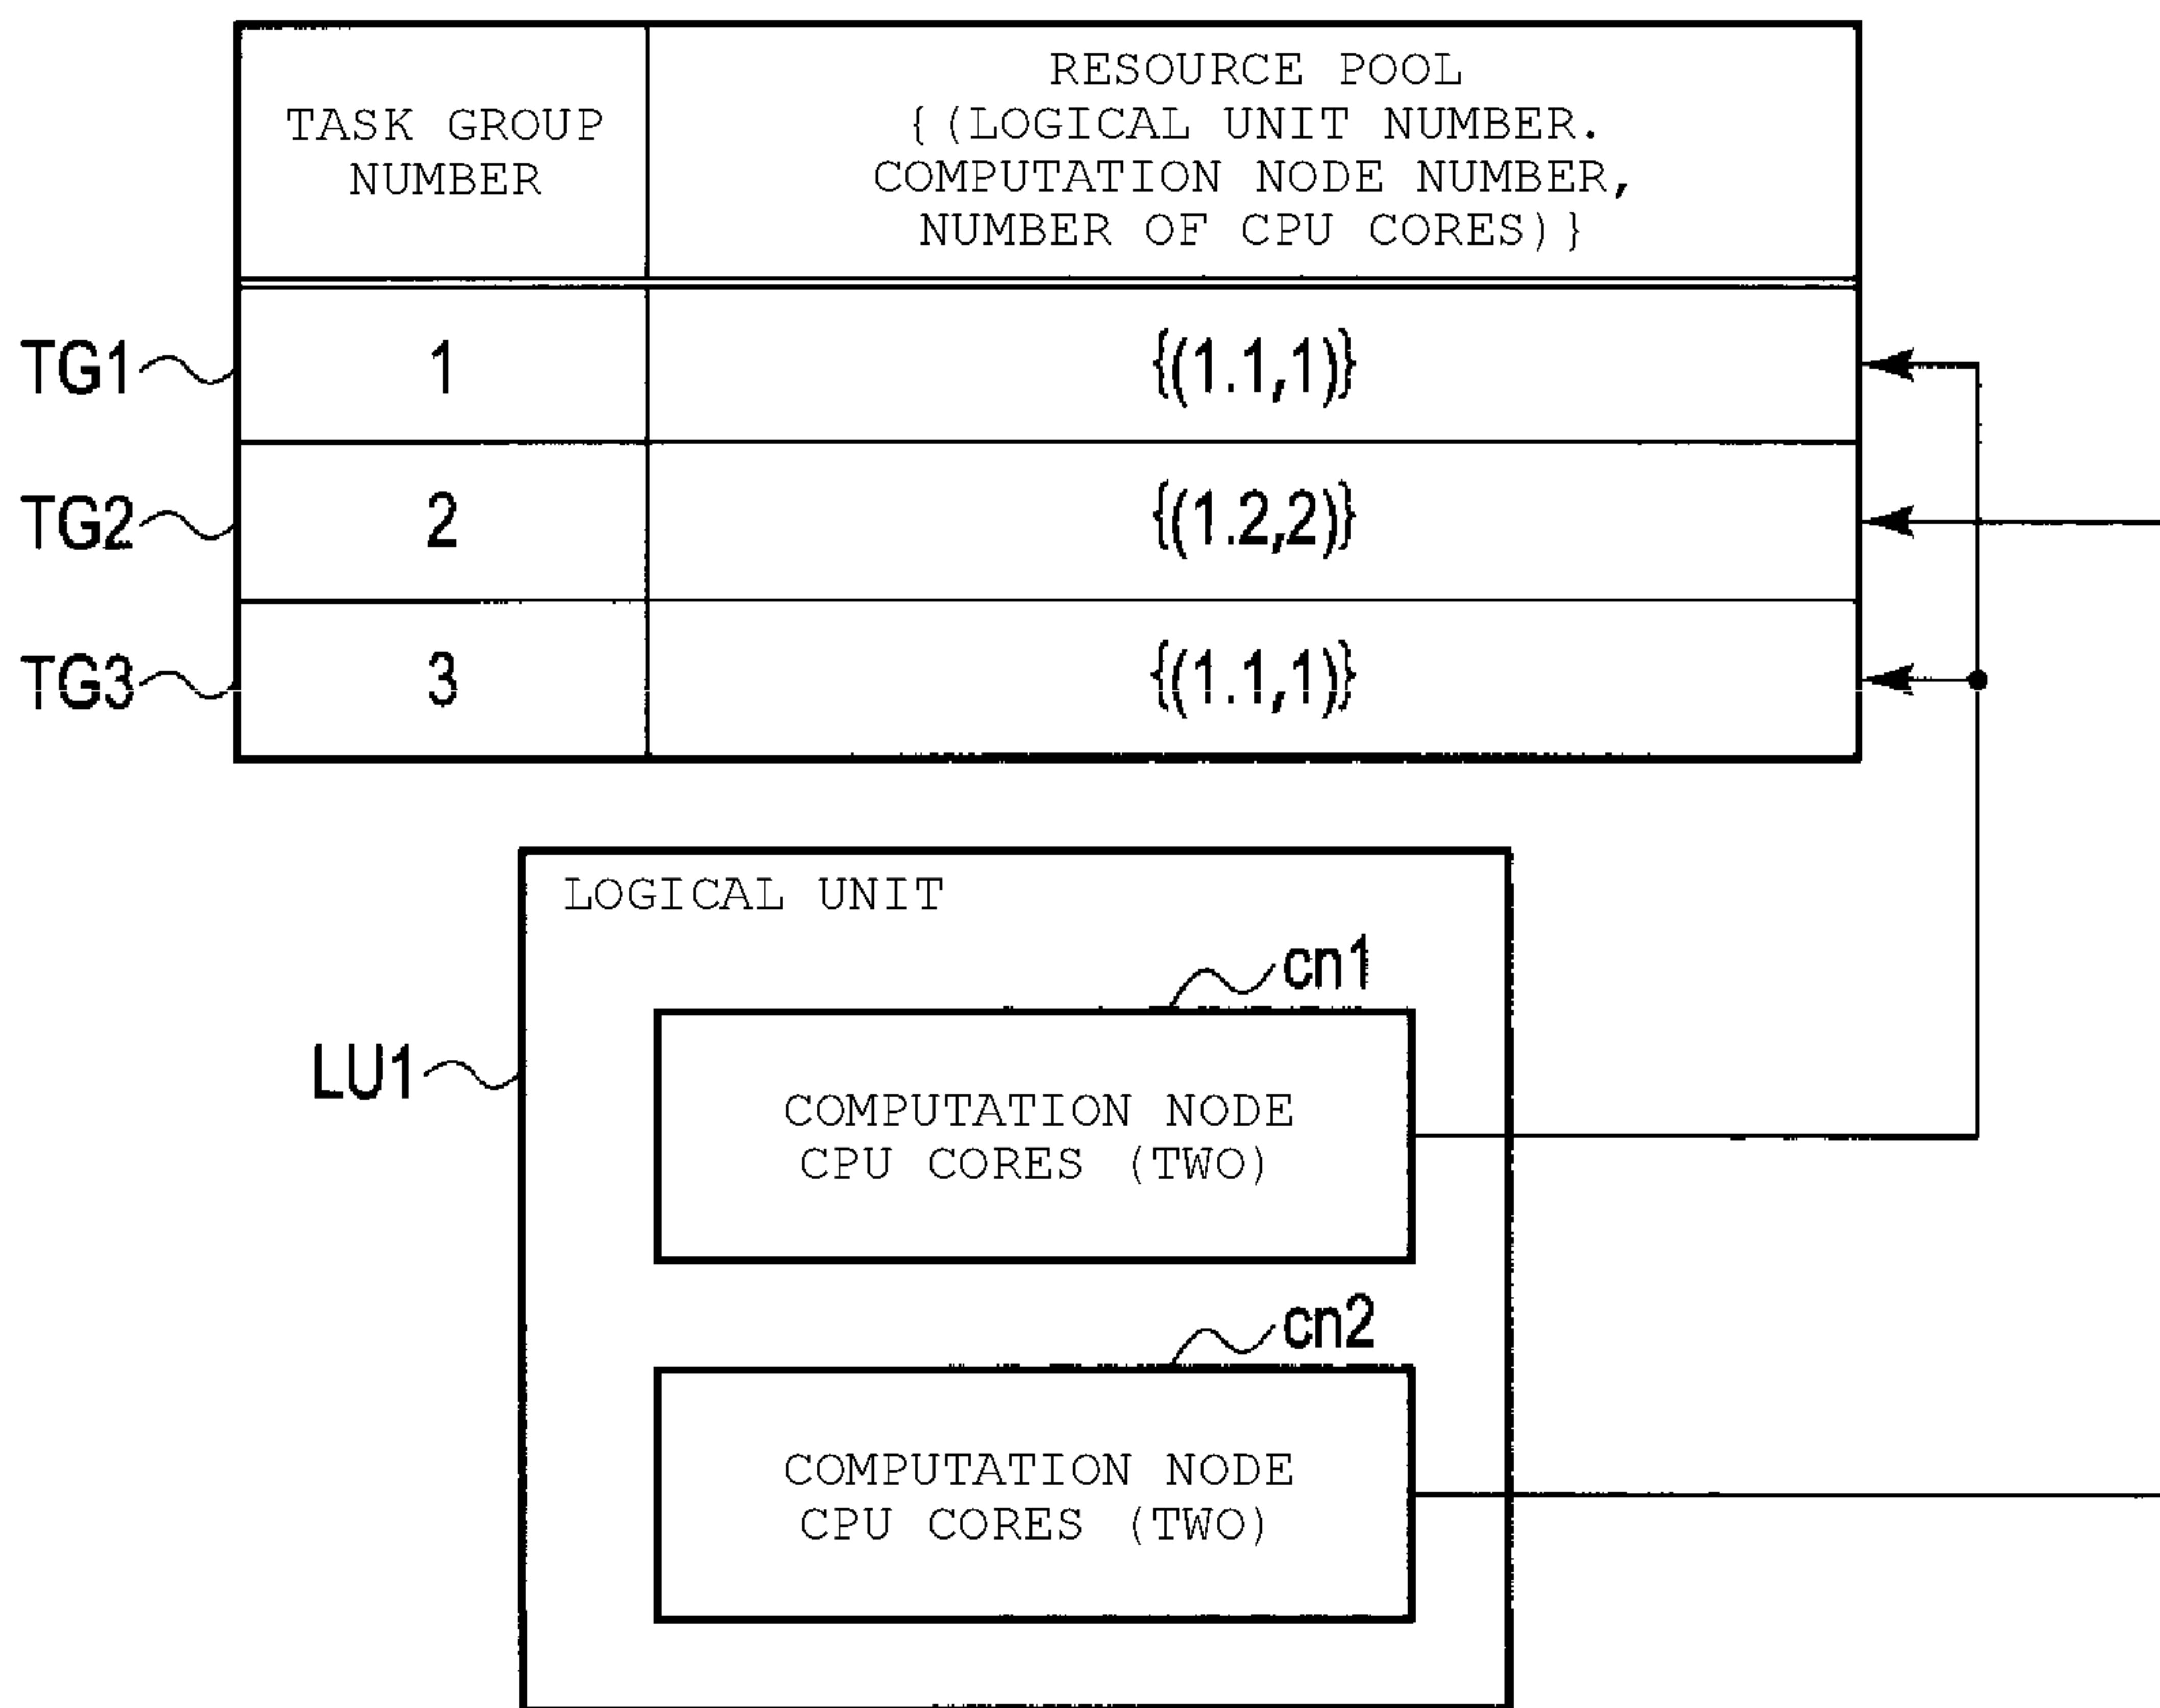 TASK GROUP
NUMBER
RESOURCE POOL
{(LOGICAL UNIT NUMBER.
COMPUTATION NODE NUMBER,
NUMBER OF CPU CORES)}
TG1
1
{(1.1,1)}
TG2
2
{(1.2,2)}
TG3
3
{(1.1,1)}
LOGICAL UNIT
cn1
LU1
COMPUTATION NODE
CPU CORES (TWO)
cn2
COMPUTATION NODE
CPU CORES (TWO)